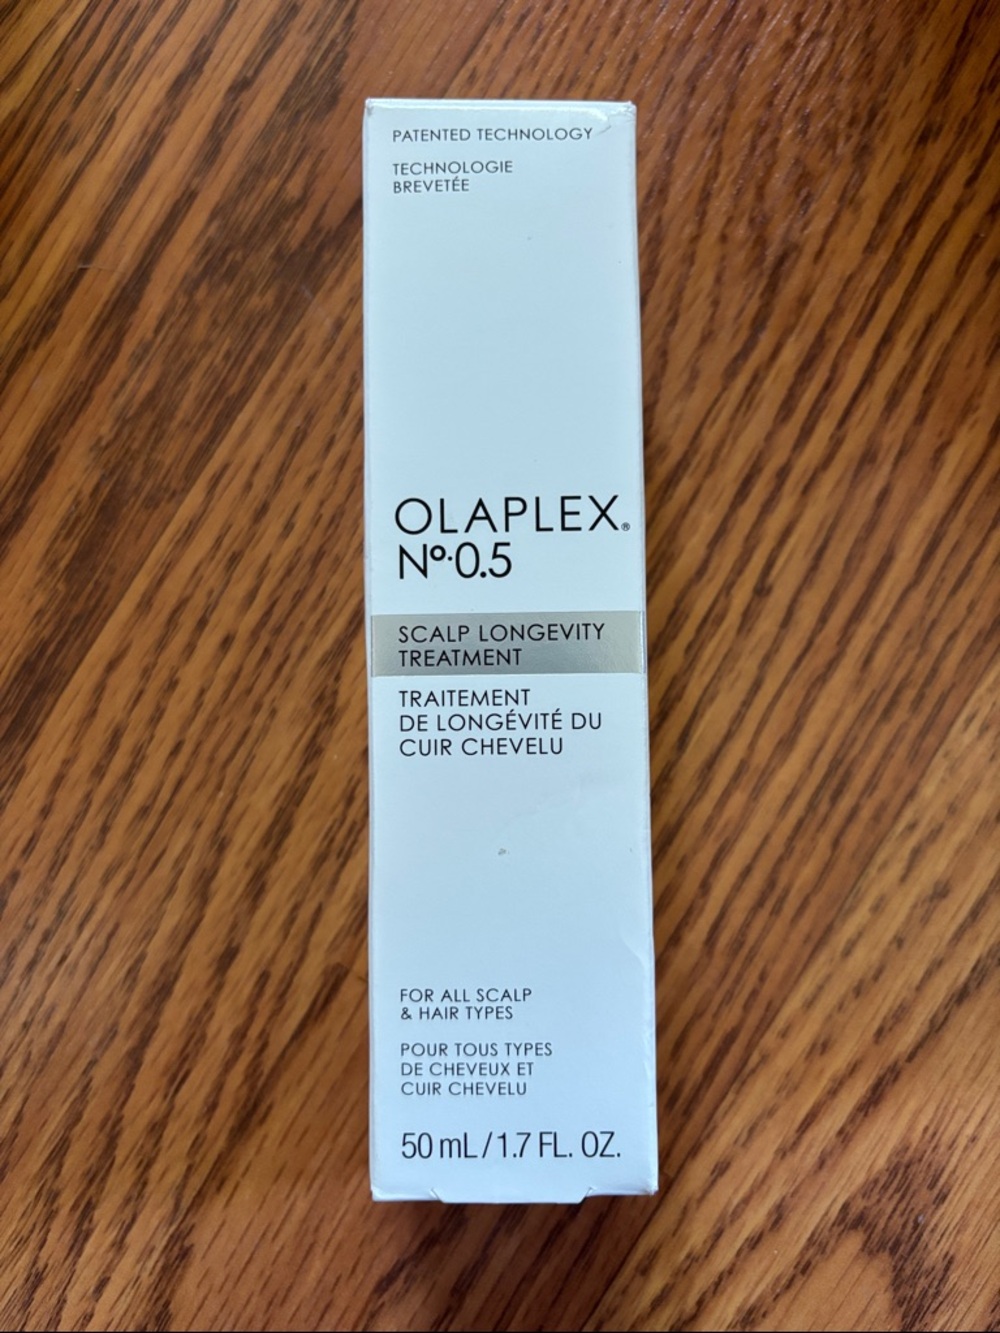 PATENTED TECHNOLOGY
TECHNOLOGIE
BREVETÉE
OLAPLEX®
Nº.0.5
SCALP LONGEVITY
TREATMENT
TRAITEMENT
DE LONGÉVITÉ DU
CUIR CHEVELU
FOR ALL SCALP
& HAIR TYPES
POUR TOUS TYPES
DE CHEVEUX ET
CUIR CHEVELU
50 mL / 1.7 FL. OZ.